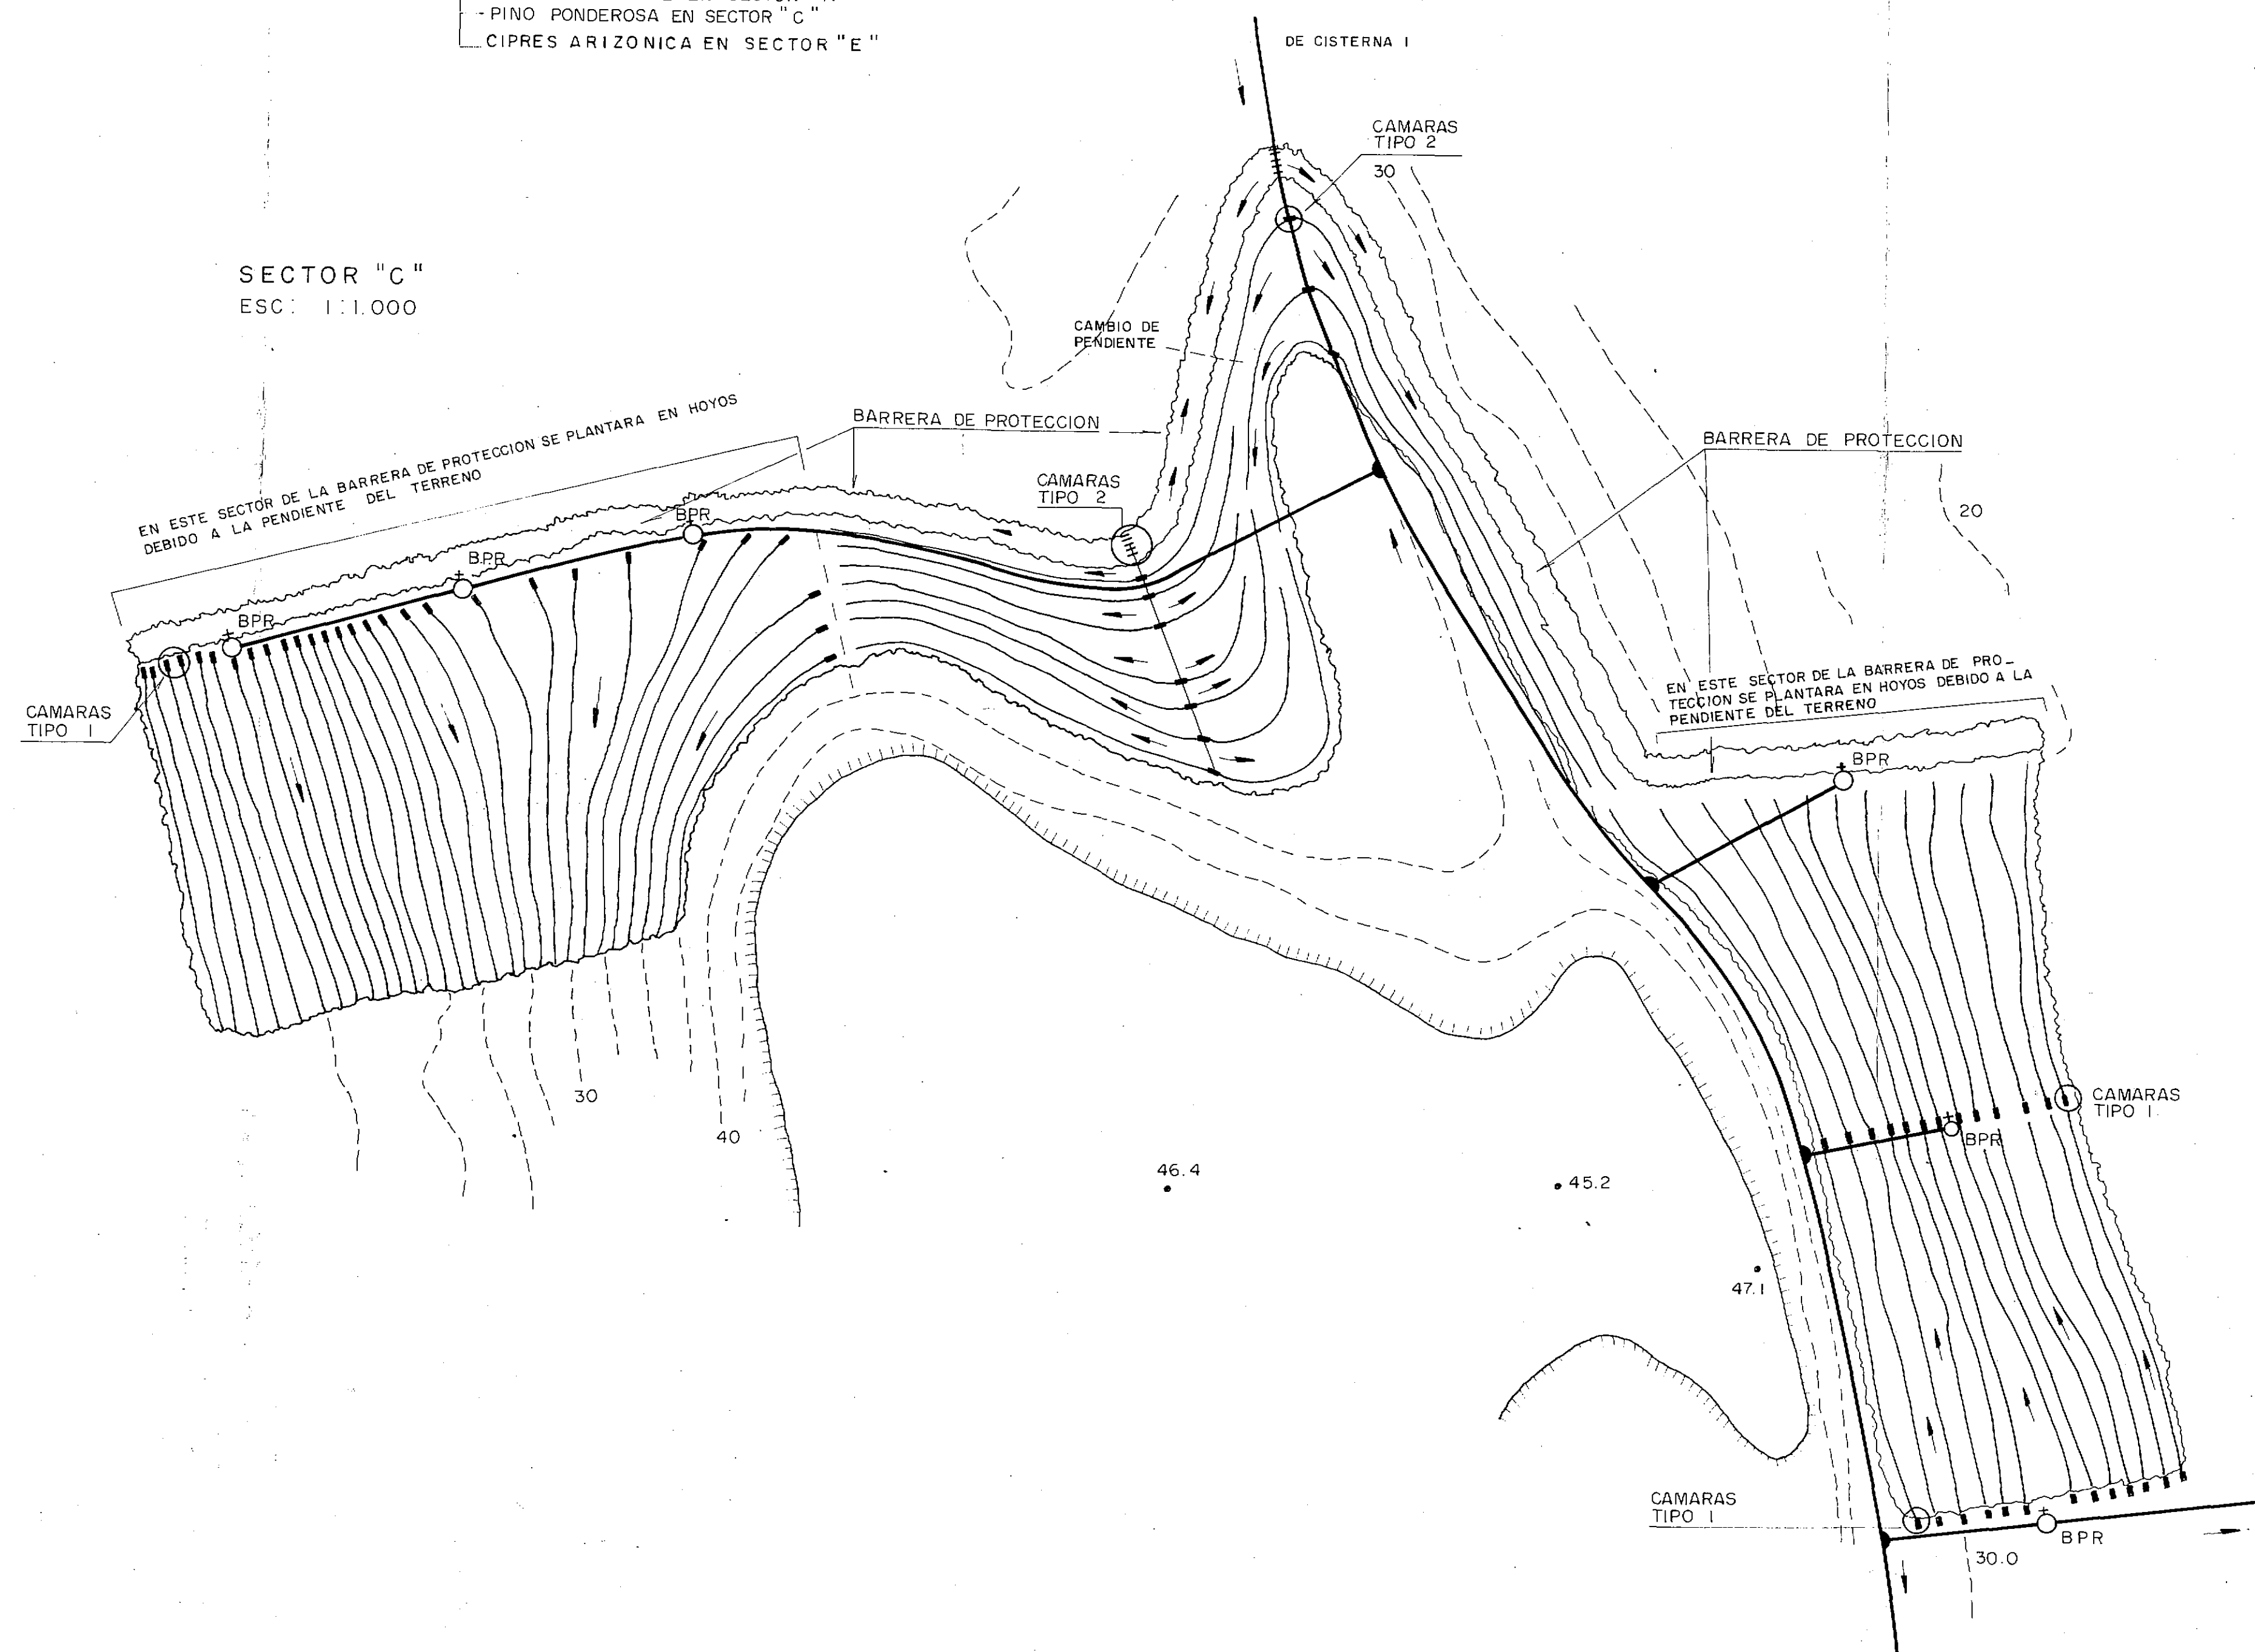 PINO PONDEROSA EN SECTOR "C"
CIPRES ARIZONICA EN SECTOR "E"
DE CISTERNA 1
CAMARAS
TIPO 2
30
SECTOR "C"
ESC: 1:1.000
CAMBIO DE
PENDIENTE
EN ESTE SECTOR DE LA BARRERA DE PROTECCION SE PLANTARA EN HOYOS
DEBIDO A LA PENDIENTE DEL TERRENO
BARRERA DE PROTECCION
BARRERA DE PROTECCION
CAMARAS
TIPO 2
20
BPR
BPR
BPR
EN ESTE SECTOR DE LA BARRERA DE PRO-
TECCION SE PLANTARA EN HOYOS DEBIDO A LA
PENDIENTE DEL TERRENO
CAMARAS
TIPO 1
BPR
30
40
CAMARAS
TIPO 1.
BPR
46.4
45.2
47.1
CAMARAS
TIPO 1
BPR
30.0